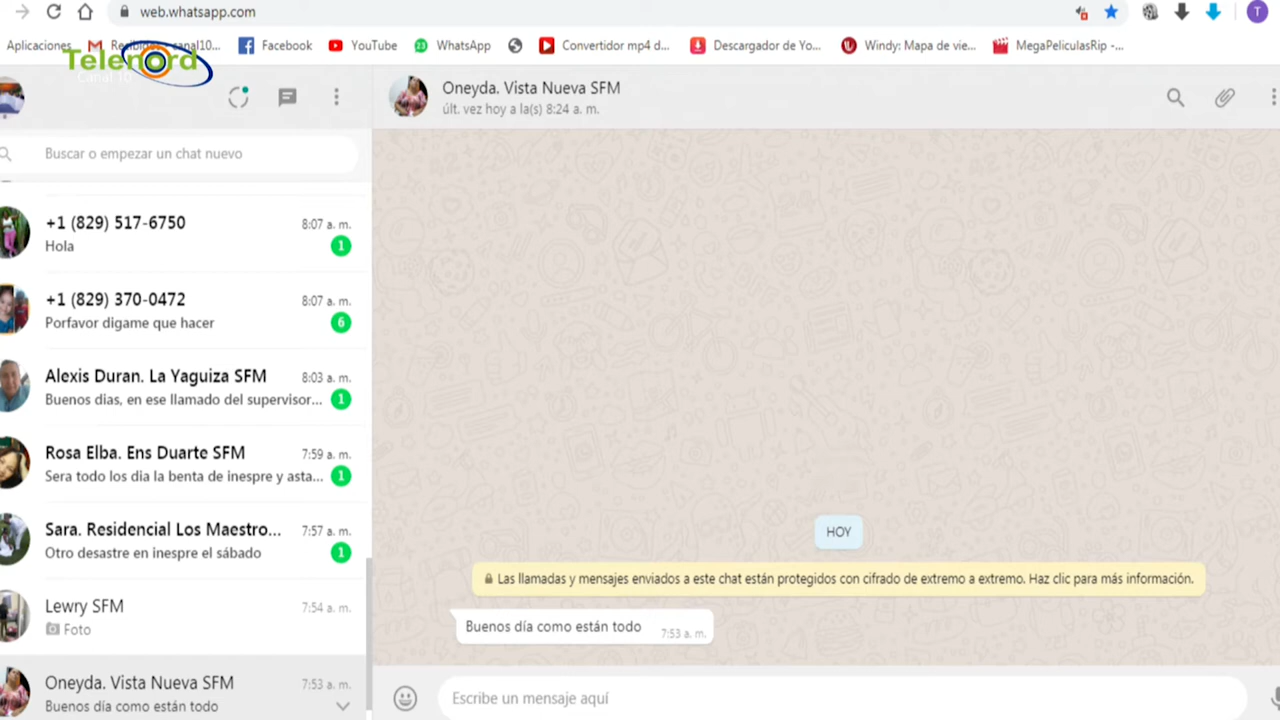 web.whatsapp.com
Aplicaciones
Recibidos - canal10...
Facebook
YouTube
WhatsApp
Convertidor mp4 d...
Descargador de Yo...
Windy: Mapa de vie...
MegaPeliculasRip -...
T
Telenord
Canal 10
Buscar o empezar un chat nuevo
+1 (829) 517-6750 8:07 a. m.
Hola 1
+1 (829) 370-0472 8:07 a. m.
Porfavor digame que hacer 6
Alexis Duran. La Yaguiza SFM 8:03 a. m.
Buenos dias, en ese llamado del supervisor... 1
Rosa Elba. Ens Duarte SFM 7:59 a. m.
Sera todo los dia la benta de inespre y asta... 1
Sara. Residencial Los Maestro... 7:57 a. m.
Otro desastre en inespre el sábado 1
Lewry SFM 7:54 a. m.
Foto
Oneyda. Vista Nueva SFM 7:53 a. m.
Buenos día como están todo
Oneyda. Vista Nueva SFM
últ. vez hoy a la(s) 8:24 a. m.
HOY
Las llamadas y mensajes enviados a este chat están protegidos con cifrado de extremo a extremo. Haz clic para más información.
Buenos día como están todo 7:53 a. m.
Escribe un mensaje aquí